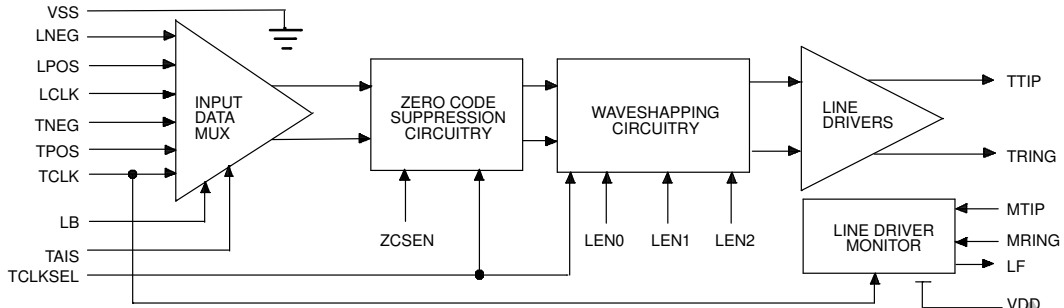 VSS
LNEG
LPOS
LCLK
TNEG
TPOS
TCLK
LB
TAIS
TCLKSEL
INPUT
DATA
MUX
ZERO CODE
SUPPRESSION
CIRCUITRY
ZCSEN
WAVESHAPPING
CIRCUITRY
LEN0
LEN1
LEN2
LINE
DRIVERS
TTIP
TRING
LINE DRIVER
MONITOR
MTIP
MRING
LF
VDD